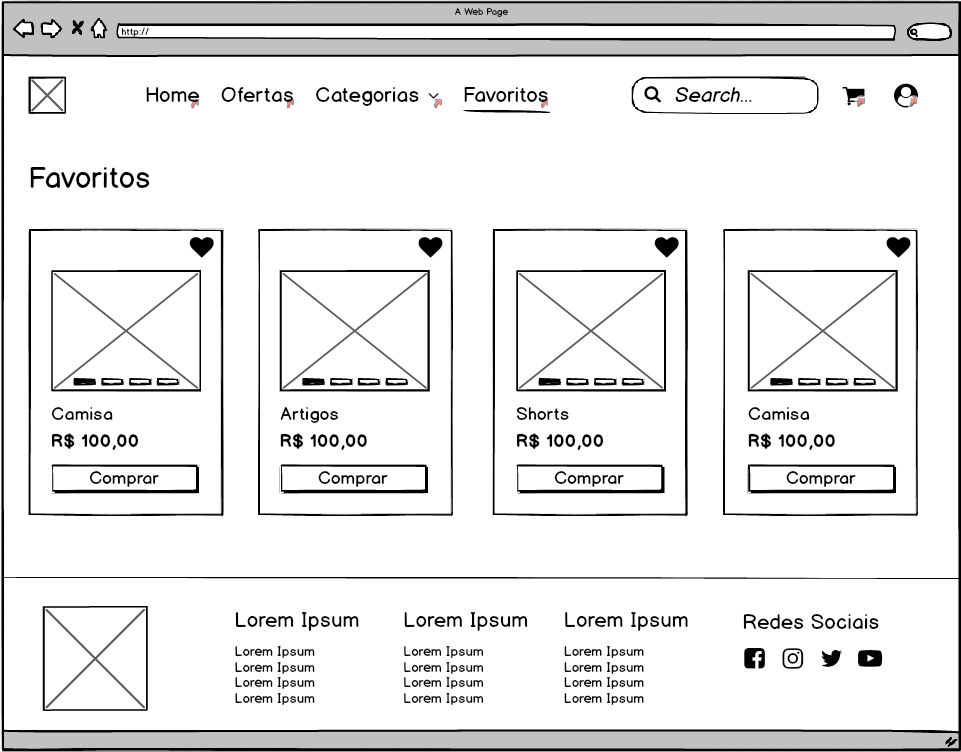 A Web Page
http://
Home Ofertas Categorias Favoritos Search...
Favoritos
Camisa Artigos Shorts Camisa
R$ 100,00 R$ 100,00 R$ 100,00 R$ 100,00
Comprar Comprar Comprar Comprar
Lorem Ipsum Lorem Ipsum Lorem Ipsum Redes Sociais
Lorem Ipsum Lorem Ipsum Lorem Ipsum
Lorem Ipsum Lorem Ipsum Lorem Ipsum
Lorem Ipsum Lorem Ipsum Lorem Ipsum
Lorem Ipsum Lorem Ipsum Lorem Ipsum